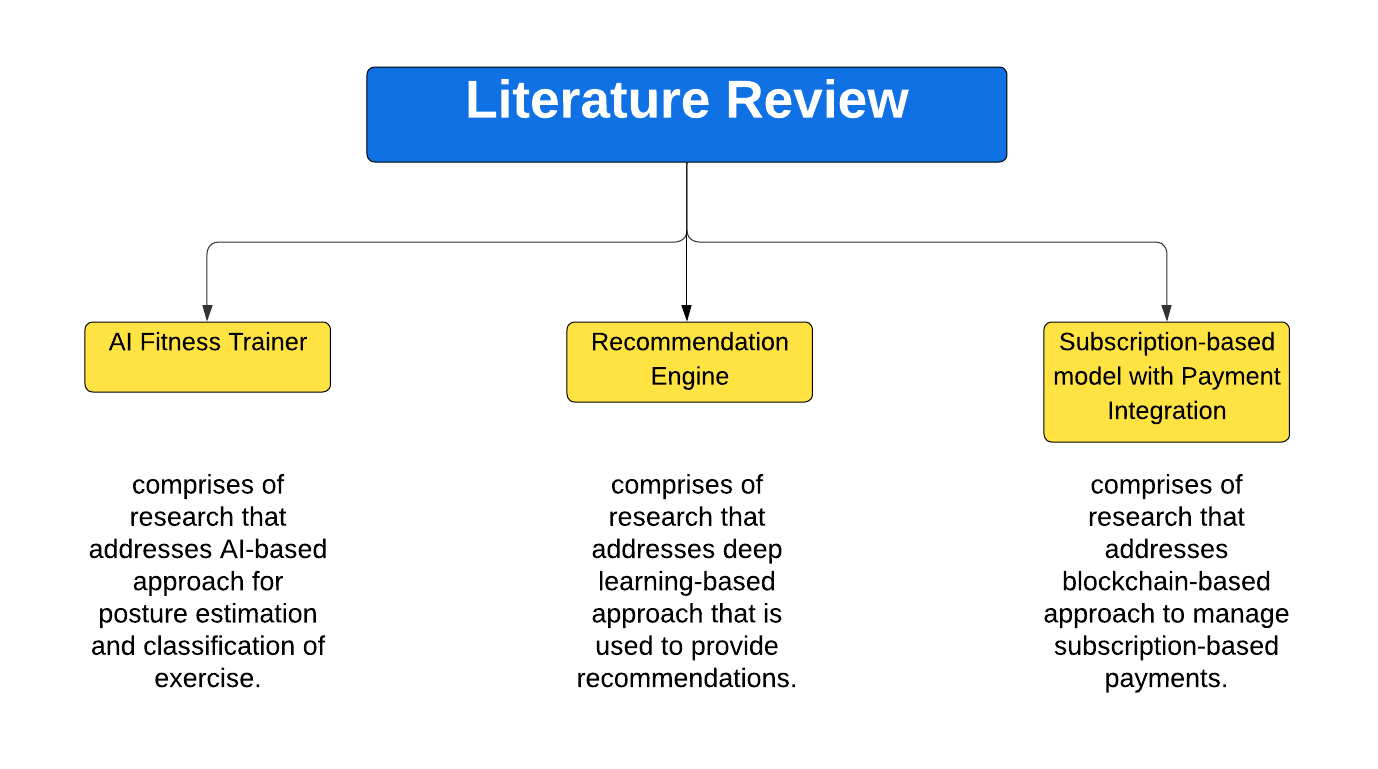 Literature Review
AI Fitness Trainer
Recommendation
Engine
Subscription-based
model with Payment
Integration
comprises of
research that
addresses AI-based
approach for
posture estimation
and classification of
exercise.
comprises of
research that
addresses deep
learning-based
approach that is
used to provide
recommendations.
comprises of
research that
addresses
blockchain-based
approach to manage
subscription-based
payments.